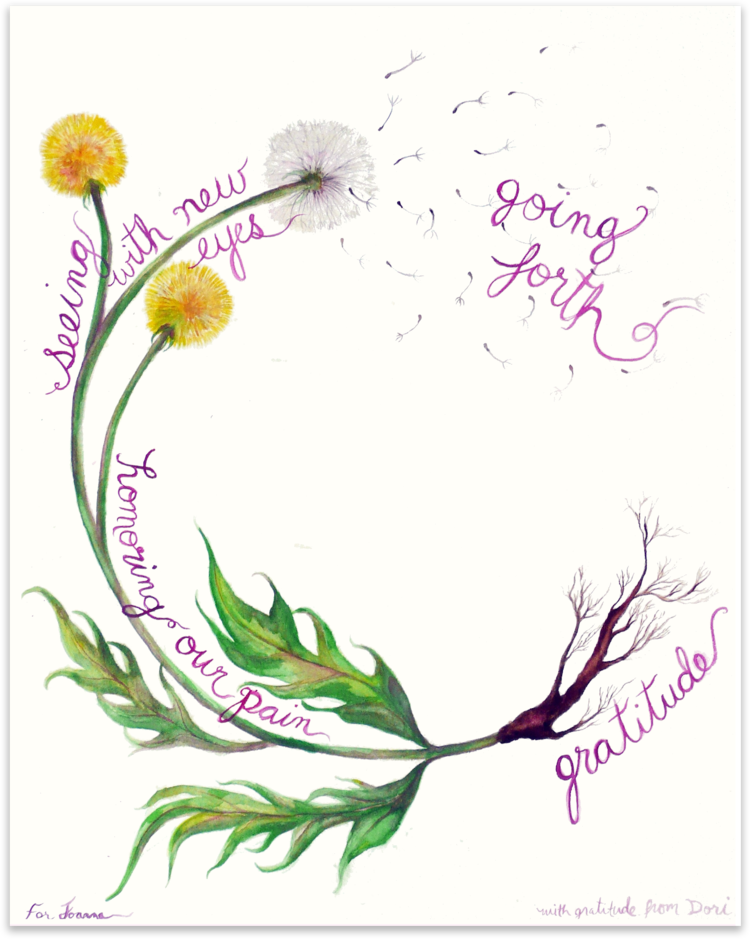 seeing
with new
eyes
going
forth
honoring our pain
gratitude
For Joanna
with gratitude from Dori